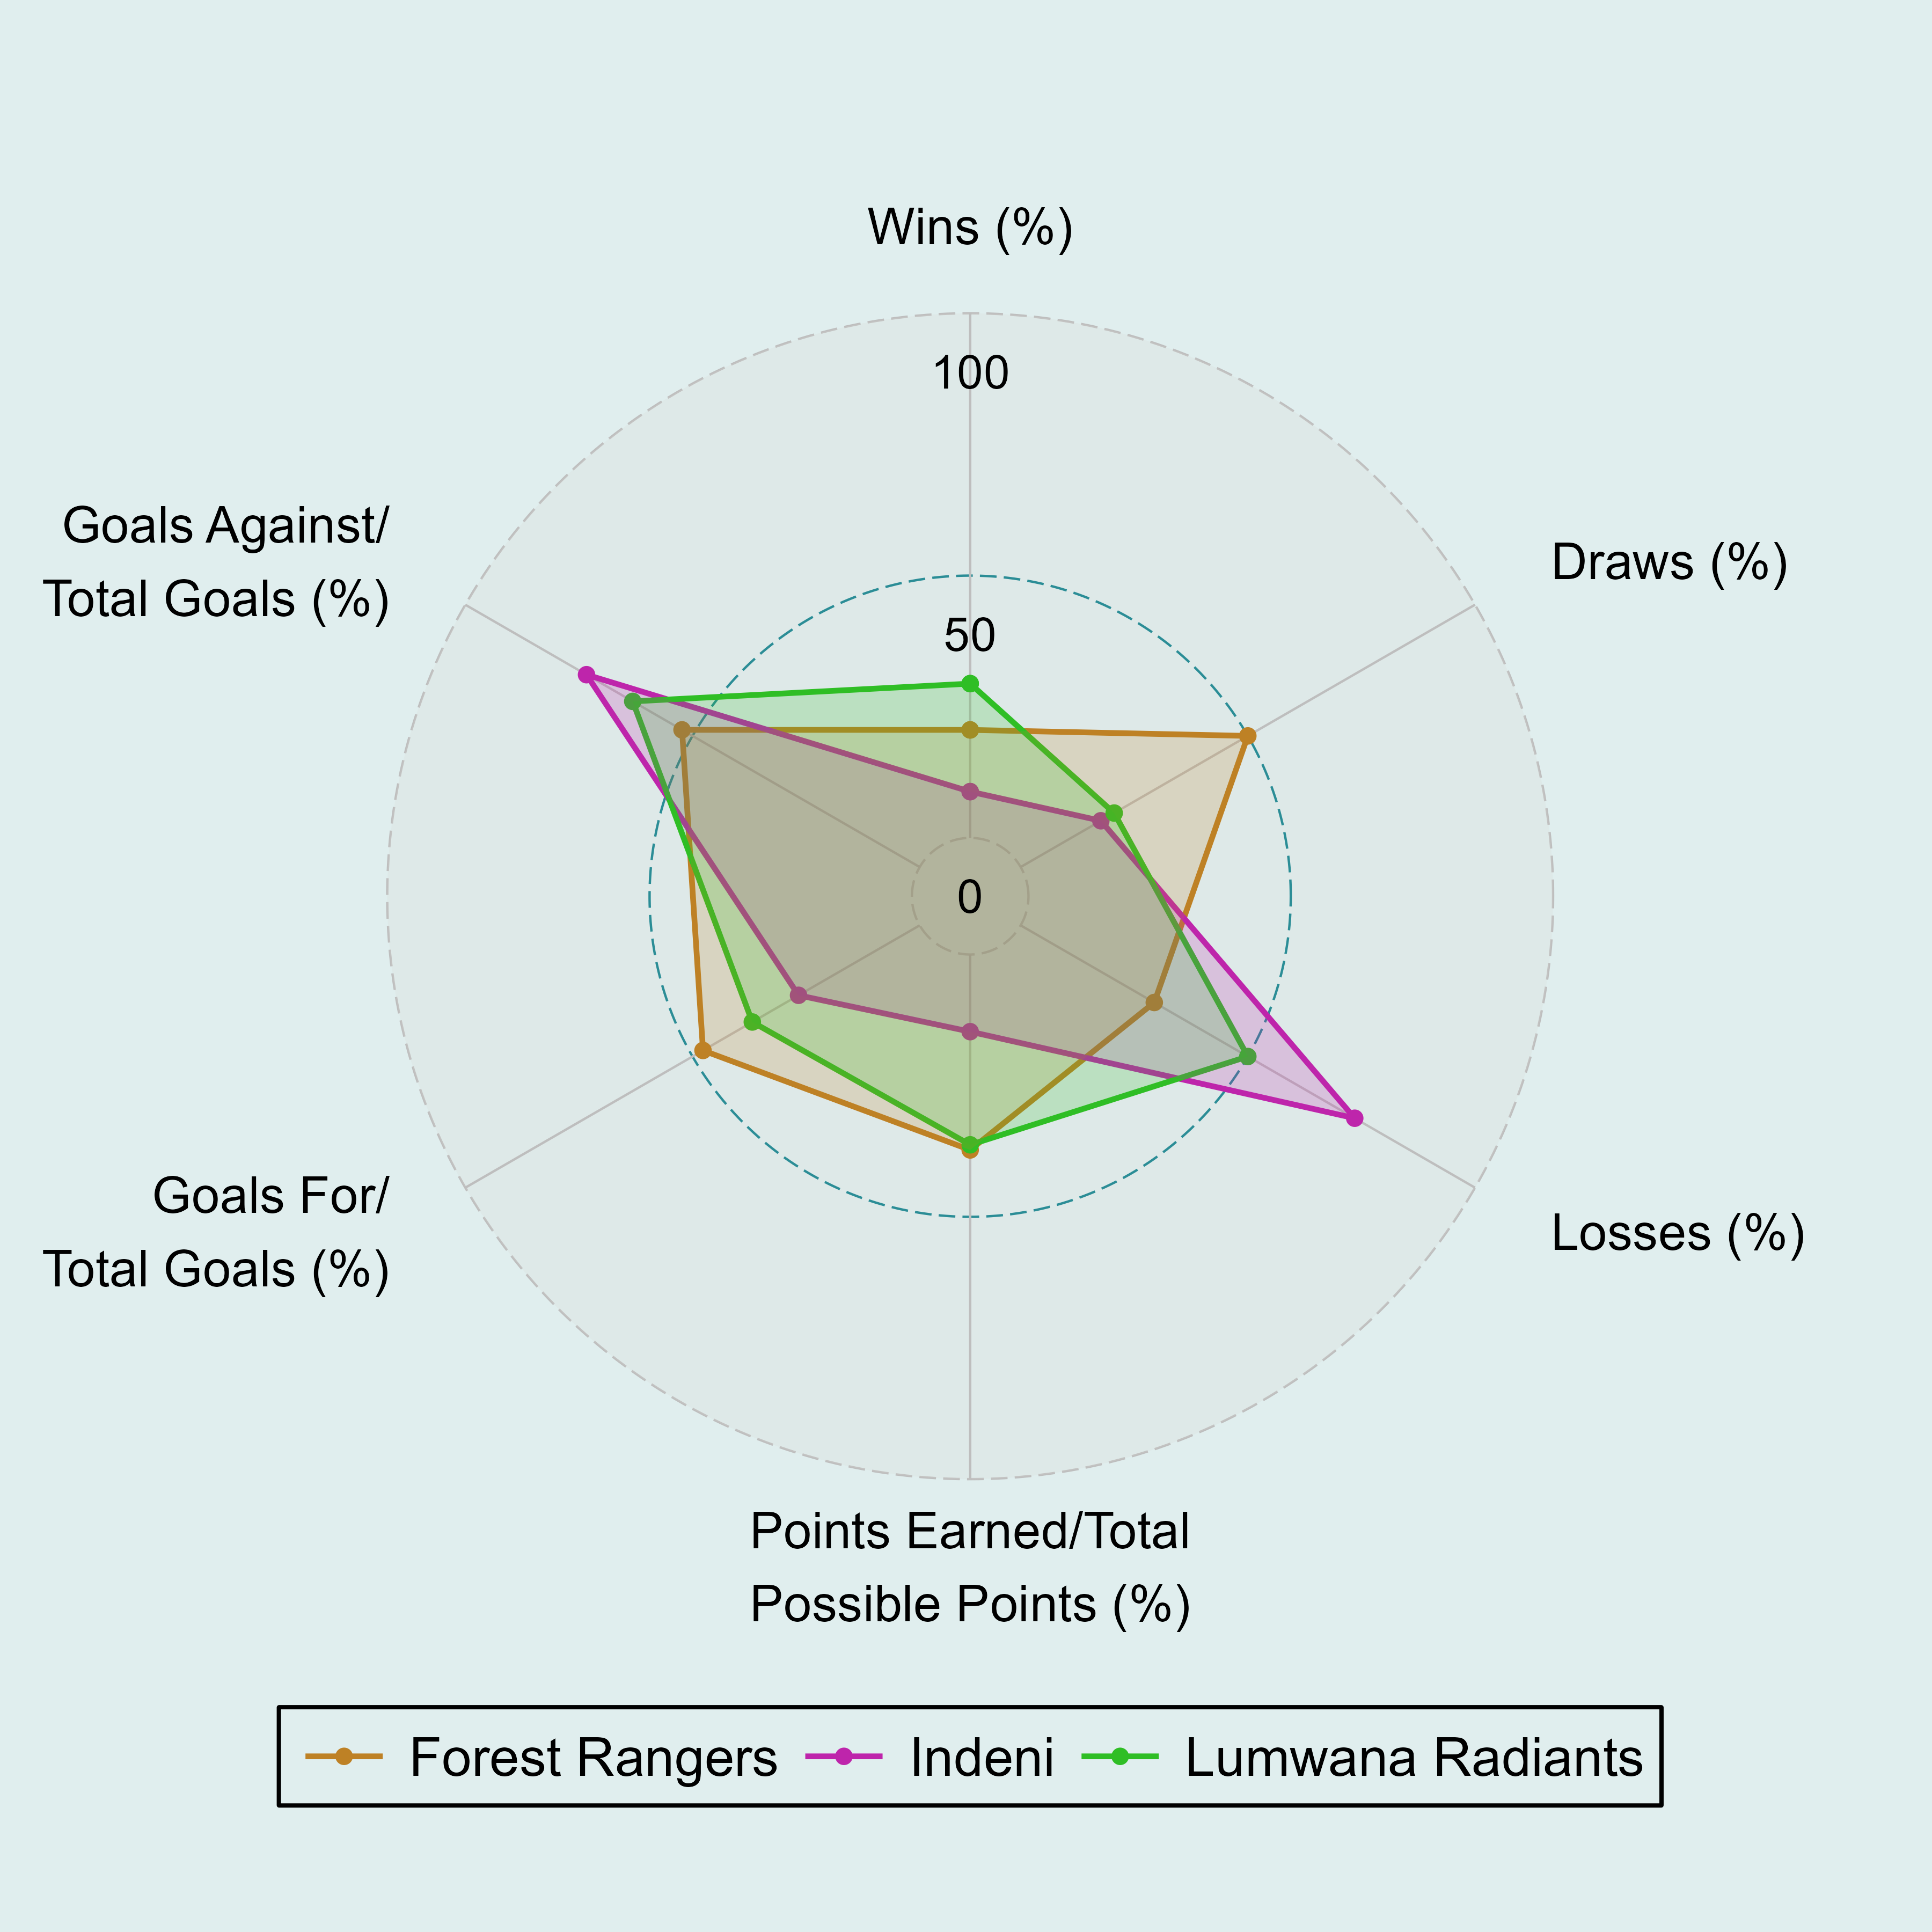 Wins (%)
100
Goals Against/
Total Goals (%)
Draws (%)
50
0
Goals For/
Total Goals (%)
Losses (%)
Points Earned/Total
Possible Points (%)
Forest Rangers
Indeni
Lumwana Radiants